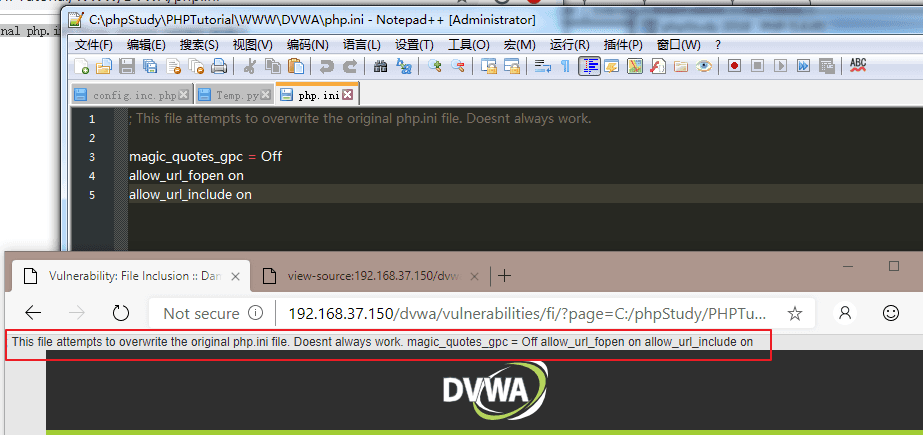 nal php.in
C:\phpStudy\PHPTutorial\WWW\DVWA\php.ini - Notepad++ [Administrator]
文件(F) 编辑(E) 搜索(S) 视图(V) 编码(N) 语言(L) 设置(T) 工具(O) 宏(M) 运行(R) 插件(P) 窗口(W) ?
ABC
config.inc.php Temp.py php.ini
1 ; This file attempts to overwrite the original php.ini file. Doesnt always work.
2
3 magic_quotes_gpc = Off
4 allow_url_fopen on
5 allow_url_include on
Vulnerability: File Inclusion :: Dam view-source:192.168.37.150/dvw
Not secure 192.168.37.150/dvwa/vulnerabilities/fi/?page=C:/phpStudy/PHPTu...
; This file attempts to overwrite the original php.ini file. Doesnt always work. magic_quotes_gpc = Off allow_url_fopen on allow_url_include on
DVWA